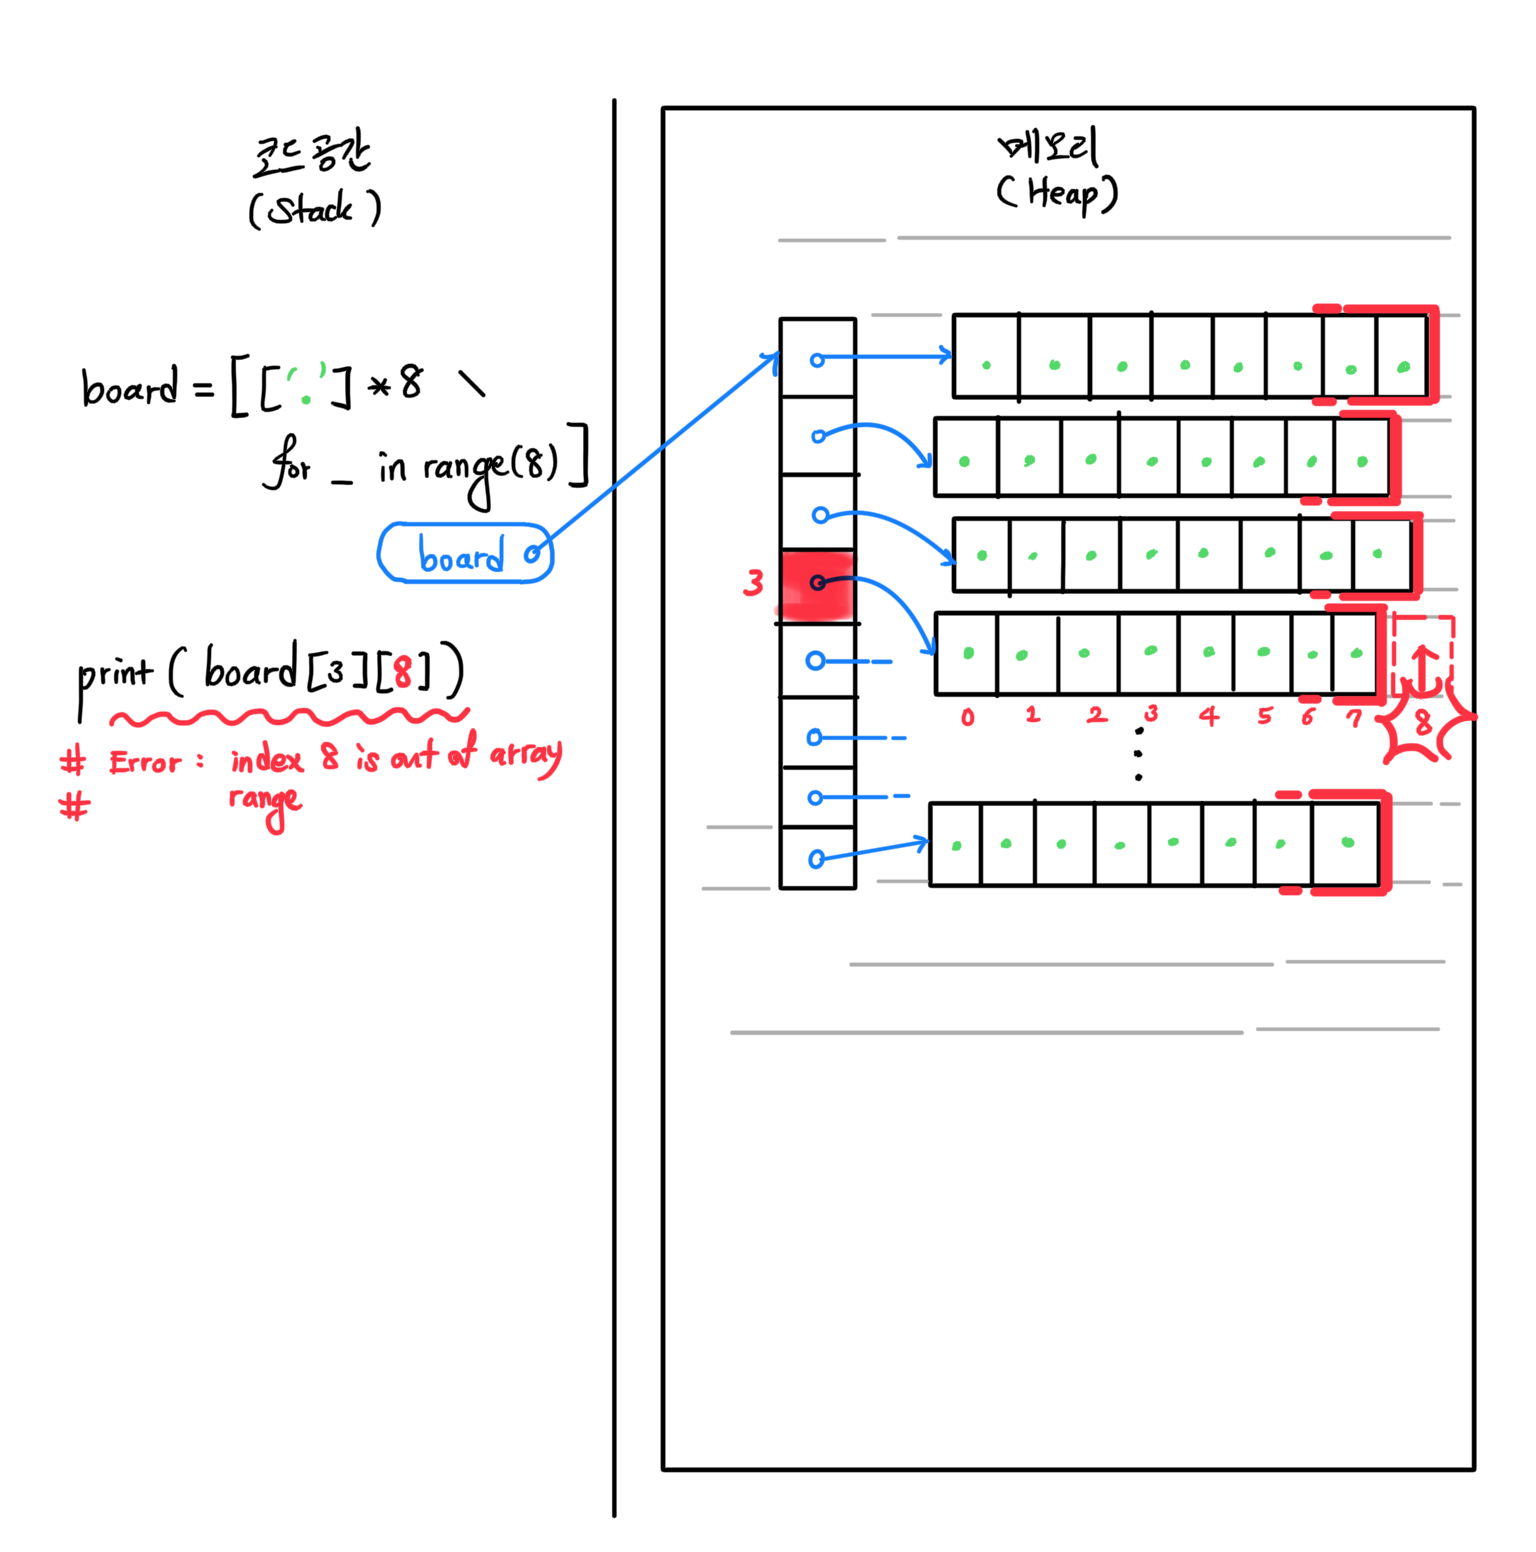 코드 공간
(Stack)
board = [['.'] * 8 \
for _ in range(8)]
board
print(board[3][8])
# Error: index 8 is out of array
# range
메모리
(Heap)
3
0 1 2 3 4 5 6 7 8